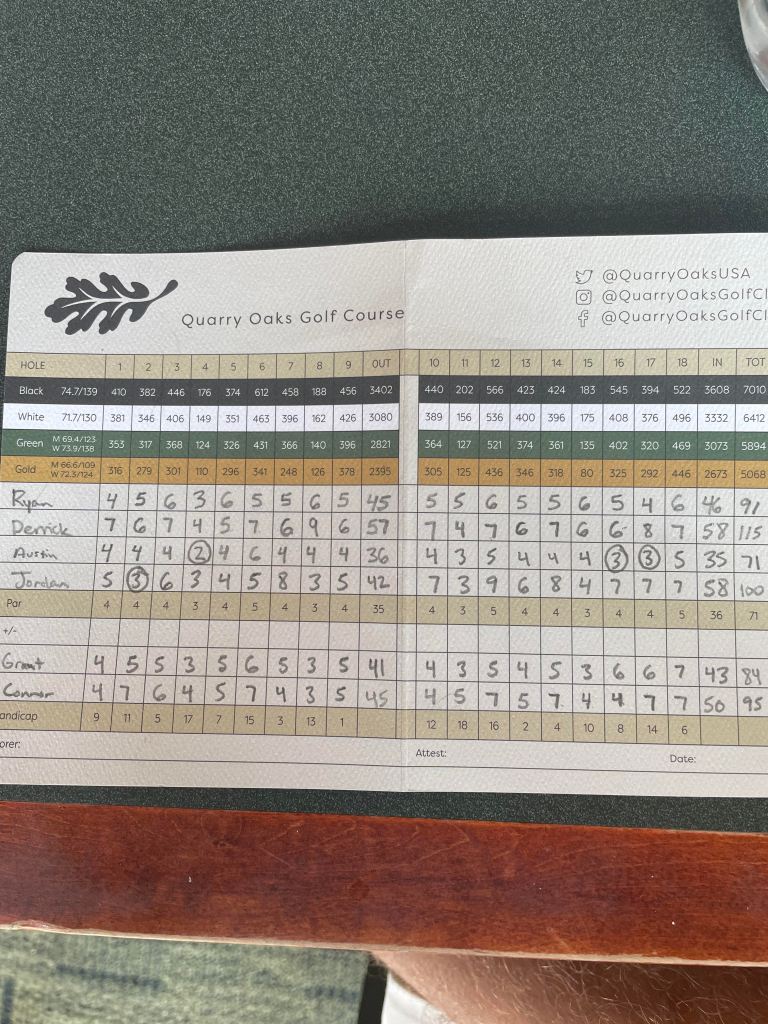 @QuarryOaksUSA
@QuarryOaksGolfCl
@QuarryOaksGolfCl
Quarry Oaks Golf Course
HOLE 1 2 3 4 5 6 7 8 9 OUT 10 11 12 13 14 15 16 17 18 IN TOT
Black 74.7/139 410 382 446 176 374 612 458 188 456 3402 440 202 566 423 424 183 545 394 522 3608 7010
White 71.7/130 381 346 406 149 351 463 396 162 426 3080 389 156 536 400 396 175 408 376 496 3332 6412
Green M 69.4/123 W 73.9/138 353 317 368 124 326 431 366 140 396 2821 364 127 521 374 361 135 402 320 469 3073 5894
Gold M 66.6/109 W 72.3/124 316 279 301 110 296 341 248 126 378 2395 305 125 436 346 318 80 325 292 446 2673 5068
Ryan 4 5 6 3 6 5 5 6 5 45 5 5 6 5 5 6 5 4 6 46 91
Derrick 7 6 7 4 5 7 6 9 6 57 7 4 7 6 7 6 6 8 7 58 115
Austin 4 4 4 2 4 6 4 4 4 36 4 3 5 4 4 4 3 3 5 35 71
Jordan 5 3 6 3 4 5 8 3 5 42 7 3 9 6 8 4 7 7 7 58 100
Par 4 4 4 3 4 5 4 3 4 35 4 3 5 4 4 3 4 4 5 36 71
+/-
Grant 4 5 5 3 5 6 5 3 5 41 4 3 5 4 5 3 6 6 7 43 84
Connor 4 7 6 4 5 7 4 3 5 45 4 5 7 5 7 4 4 7 7 50 95
andicap 9 11 5 17 7 15 3 13 1 12 18 16 2 4 10 8 14 6
orer: Attest: Date: